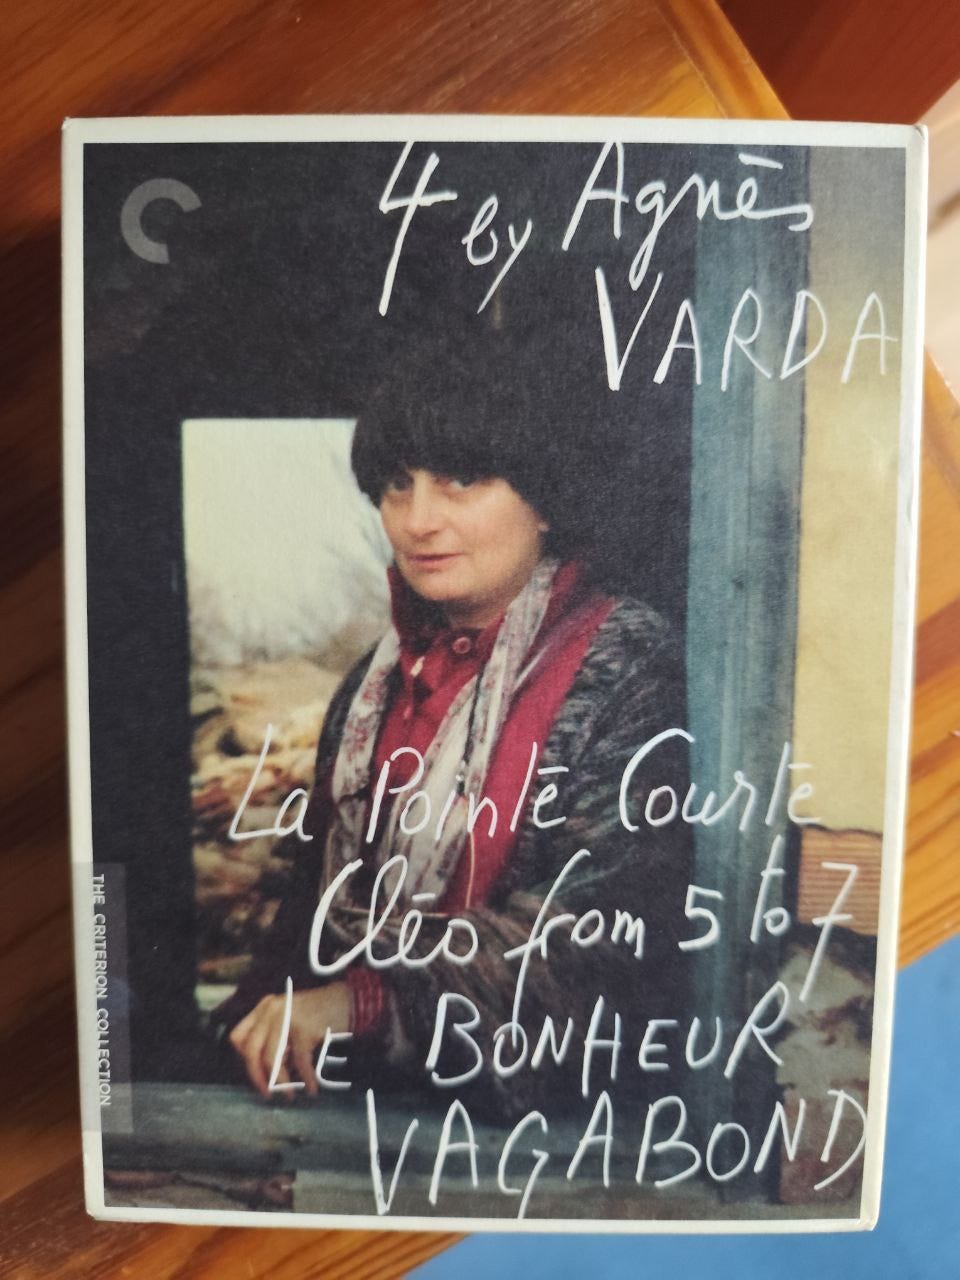 4 by Agnès
VARDA
La Pointe Courte
Cléo from 5 to 7
LE BONHEUR
VAGABOND
THE CRITERION COLLECTION